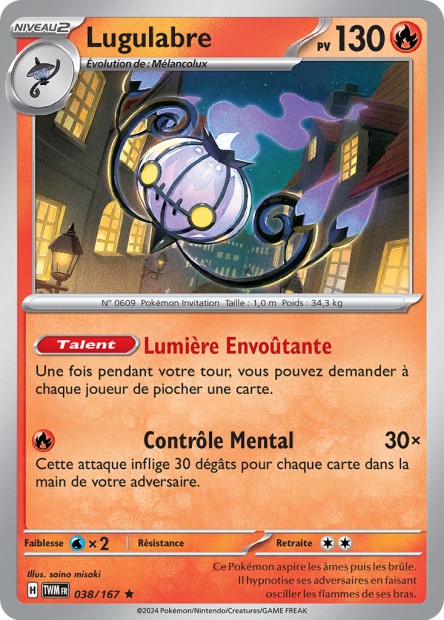 NIVEAU2
Lugulabre
PV 130
Évolution de : Mélancolux
N° 0609 Pokémon Invitation Taille : 1,0 m Poids : 34,3 kg
Talent Lumière Envoûtante
Une fois pendant votre tour, vous pouvez demander à
chaque joueur de piocher une carte.
Contrôle Mental 30×
Cette attaque inflige 30 dégâts pour chaque carte dans la
main de votre adversaire.
Faiblesse ×2 Résistance Retraite
Illus. saino misaki
Ce Pokémon aspire les âmes puis les brûle.
Il hypnotise ses adversaires en faisant
osciller les flammes de ses bras.
H TWM FR 038/167 ★
©2024 Pokémon/Nintendo/Creatures/GAME FREAK